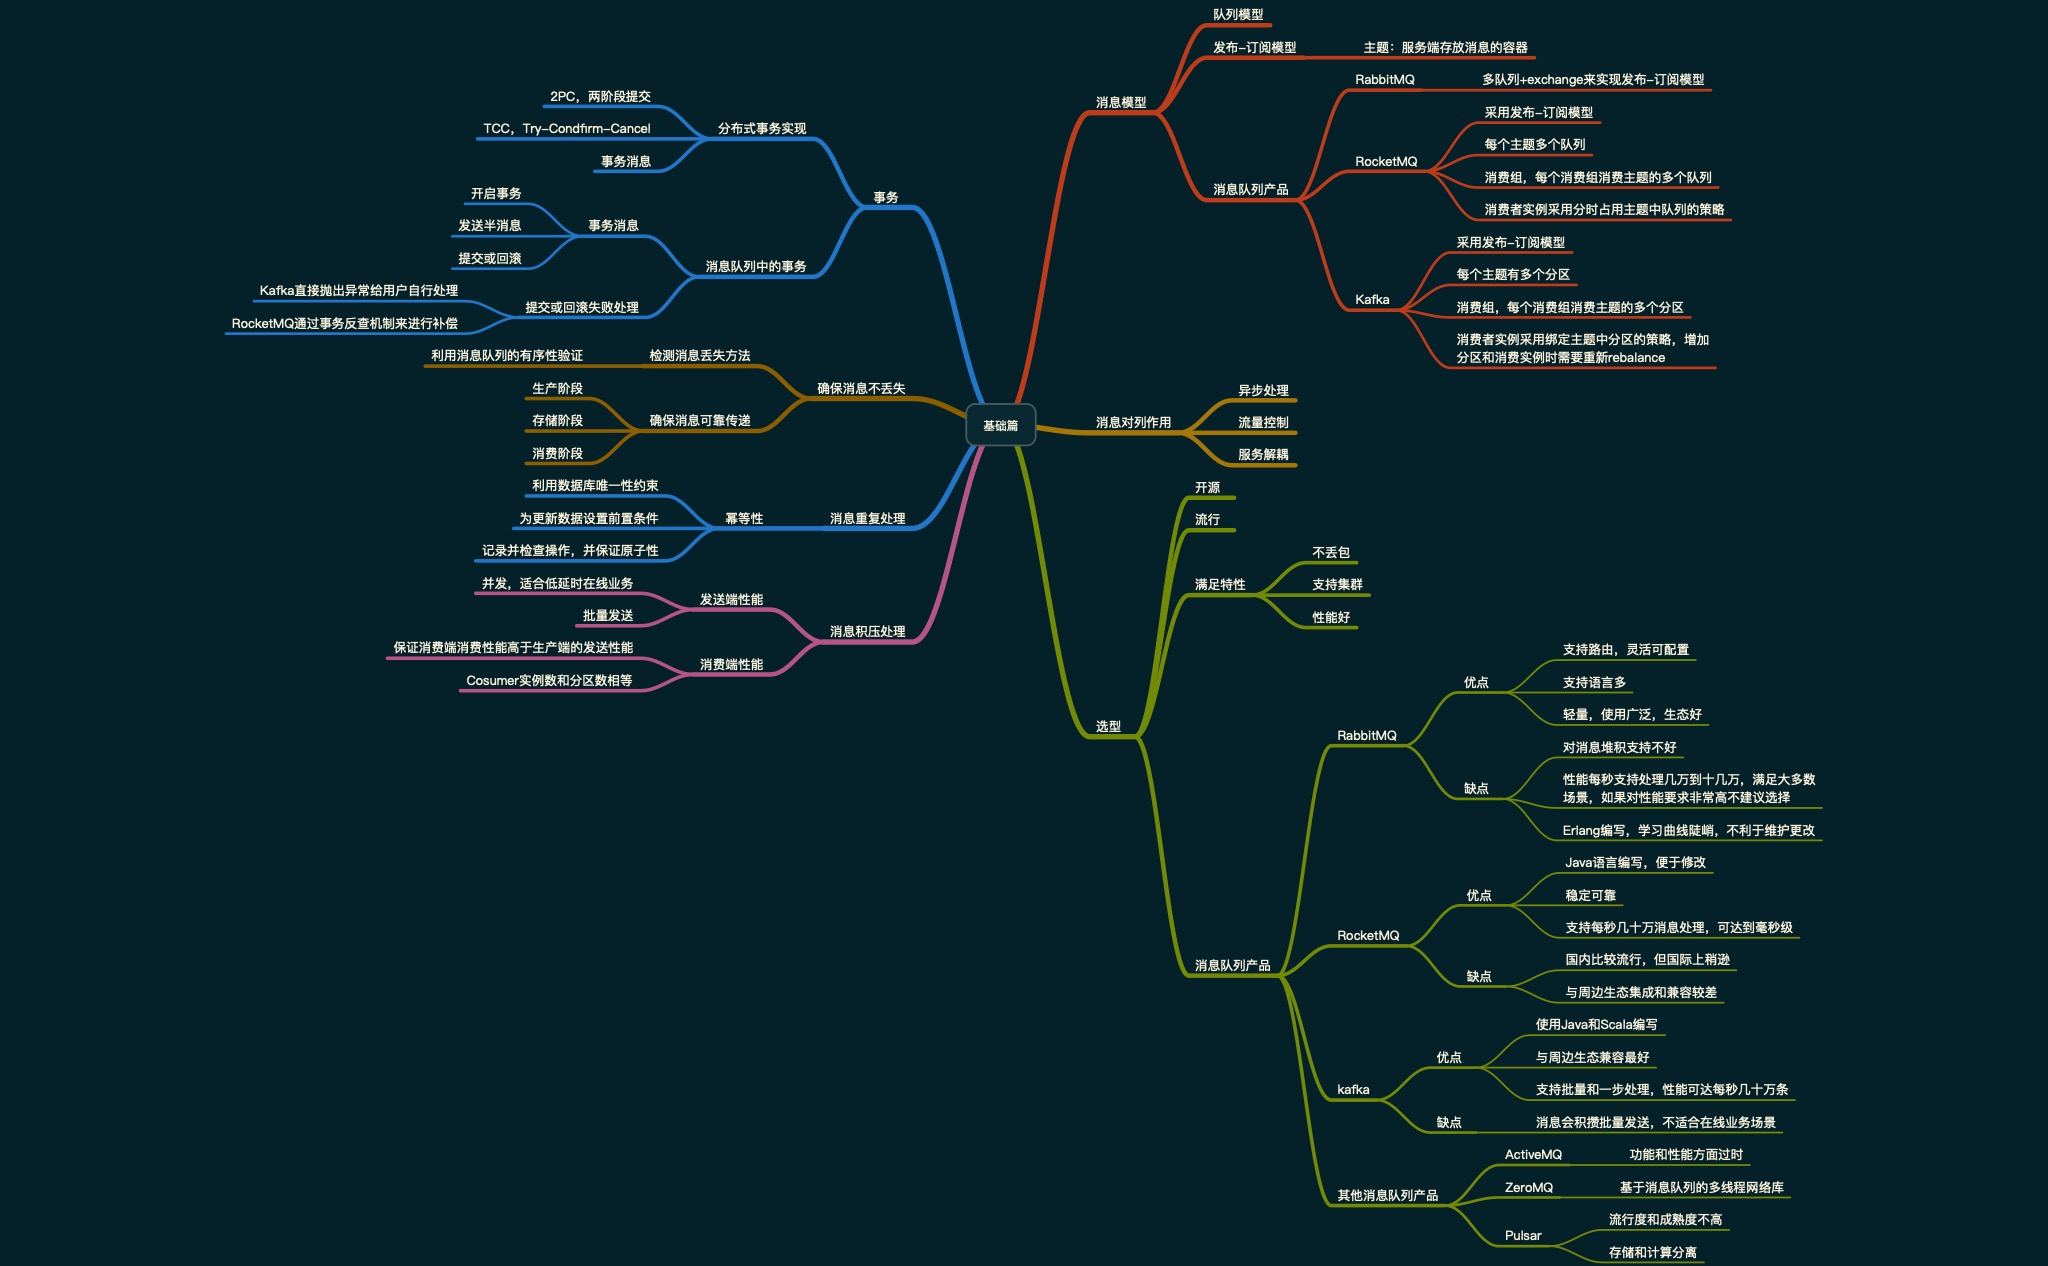 基础篇
消息模型
队列模型
发布-订阅模型
主题：服务端存放消息的容器
消息队列产品
RabbitMQ
多队列+exchange来实现发布-订阅模型
RocketMQ
采用发布-订阅模型
每个主题多个队列
消费组，每个消费组消费主题的多个队列
消费者实例采用分时占用主题中队列的策略
Kafka
采用发布-订阅模型
每个主题有多个分区
消费组，每个消费组消费主题的多个分区
消费者实例采用绑定主题中分区的策略，增加
分区和消费实例时需要重新rebalance
消息对列作用
异步处理
流量控制
服务解耦
选型
开源
流行
满足特性
不丢包
支持集群
性能好
消息队列产品
RabbitMQ
优点
支持路由，灵活可配置
支持语言多
轻量，使用广泛，生态好
缺点
对消息堆积支持不好
性能每秒支持处理几万到十几万，满足大多数
场景，如果对性能要求非常高不建议选择
Erlang编写，学习曲线陡峭，不利于维护更改
RocketMQ
优点
Java语言编写，便于修改
稳定可靠
支持每秒几十万消息处理，可达到毫秒级
缺点
国内比较流行，但国际上稍逊
与周边生态集成和兼容较差
kafka
优点
使用Java和Scala编写
与周边生态兼容最好
支持批量和一步处理，性能可达每秒几十万条
缺点
消息会积攒批量发送，不适合在线业务场景
其他消息队列产品
ActiveMQ
功能和性能方面过时
ZeroMQ
基于消息队列的多线程网络库
Pulsar
流行度和成熟度不高
存储和计算分离
事务
分布式事务实现
2PC，两阶段提交
TCC，Try-Condfirm-Cancel
事务消息
消息队列中的事务
事务消息
开启事务
发送半消息
提交或回滚
提交或回滚失败处理
Kafka直接抛出异常给用户自行处理
RocketMQ通过事务反查机制来进行补偿
确保消息不丢失
检测消息丢失方法
利用消息队列的有序性验证
确保消息可靠传递
生产阶段
存储阶段
消费阶段
消息重复处理
幂等性
利用数据库唯一性约束
为更新数据设置前置条件
记录并检查操作，并保证原子性
消息积压处理
发送端性能
并发，适合低延时在线业务
批量发送
消费端性能
保证消费端消费性能高于生产端的发送性能
Cosumer实例数和分区数相等